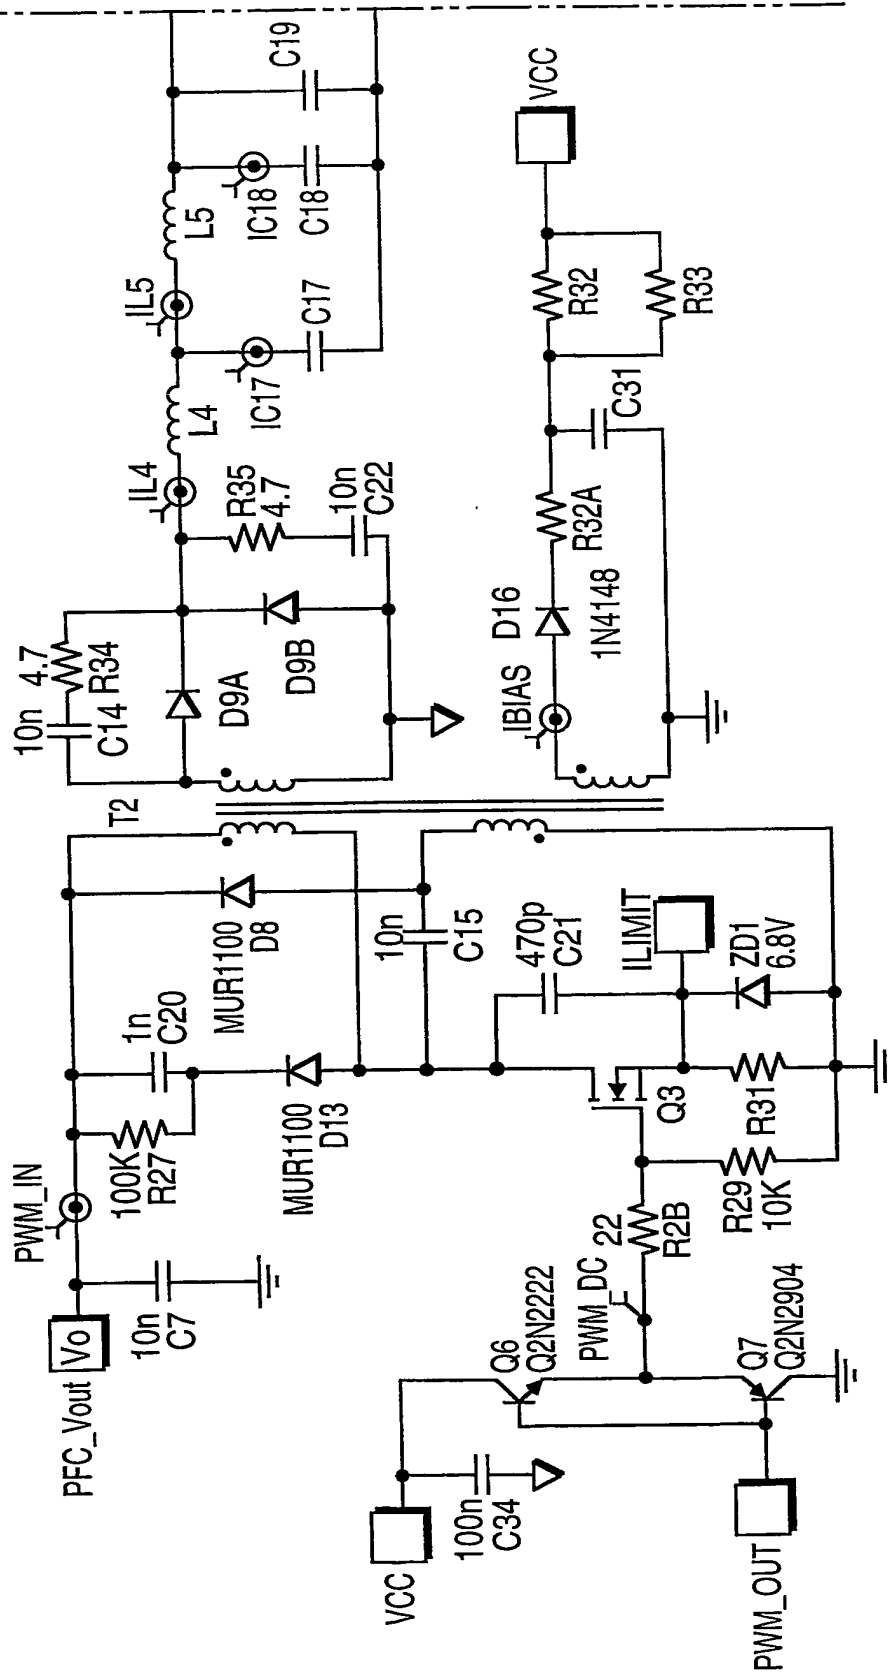 PFC_Vout
Vo
10n
C7
PWM_IN
100K
R27
1n
C20
MUR1100
D13
MUR1100
D8
T2
10n
C15
470p
C21
ILIMIT
ZD1
6.8V
Q3
R31
R29
10K
22
R2B
PWM_DC
Q6
Q2N2222
Q7
Q2N2904
VCC
100n
C34
PWM_OUT
10n
C14
4.7
R34
D9A
D9B
R35
4.7
10n
C22
IL4
L4
IC17
C17
IL5
L5
IC18
C18
C19
IBIAS
D16
1N4148
R32A
C31
R32
R33
VCC